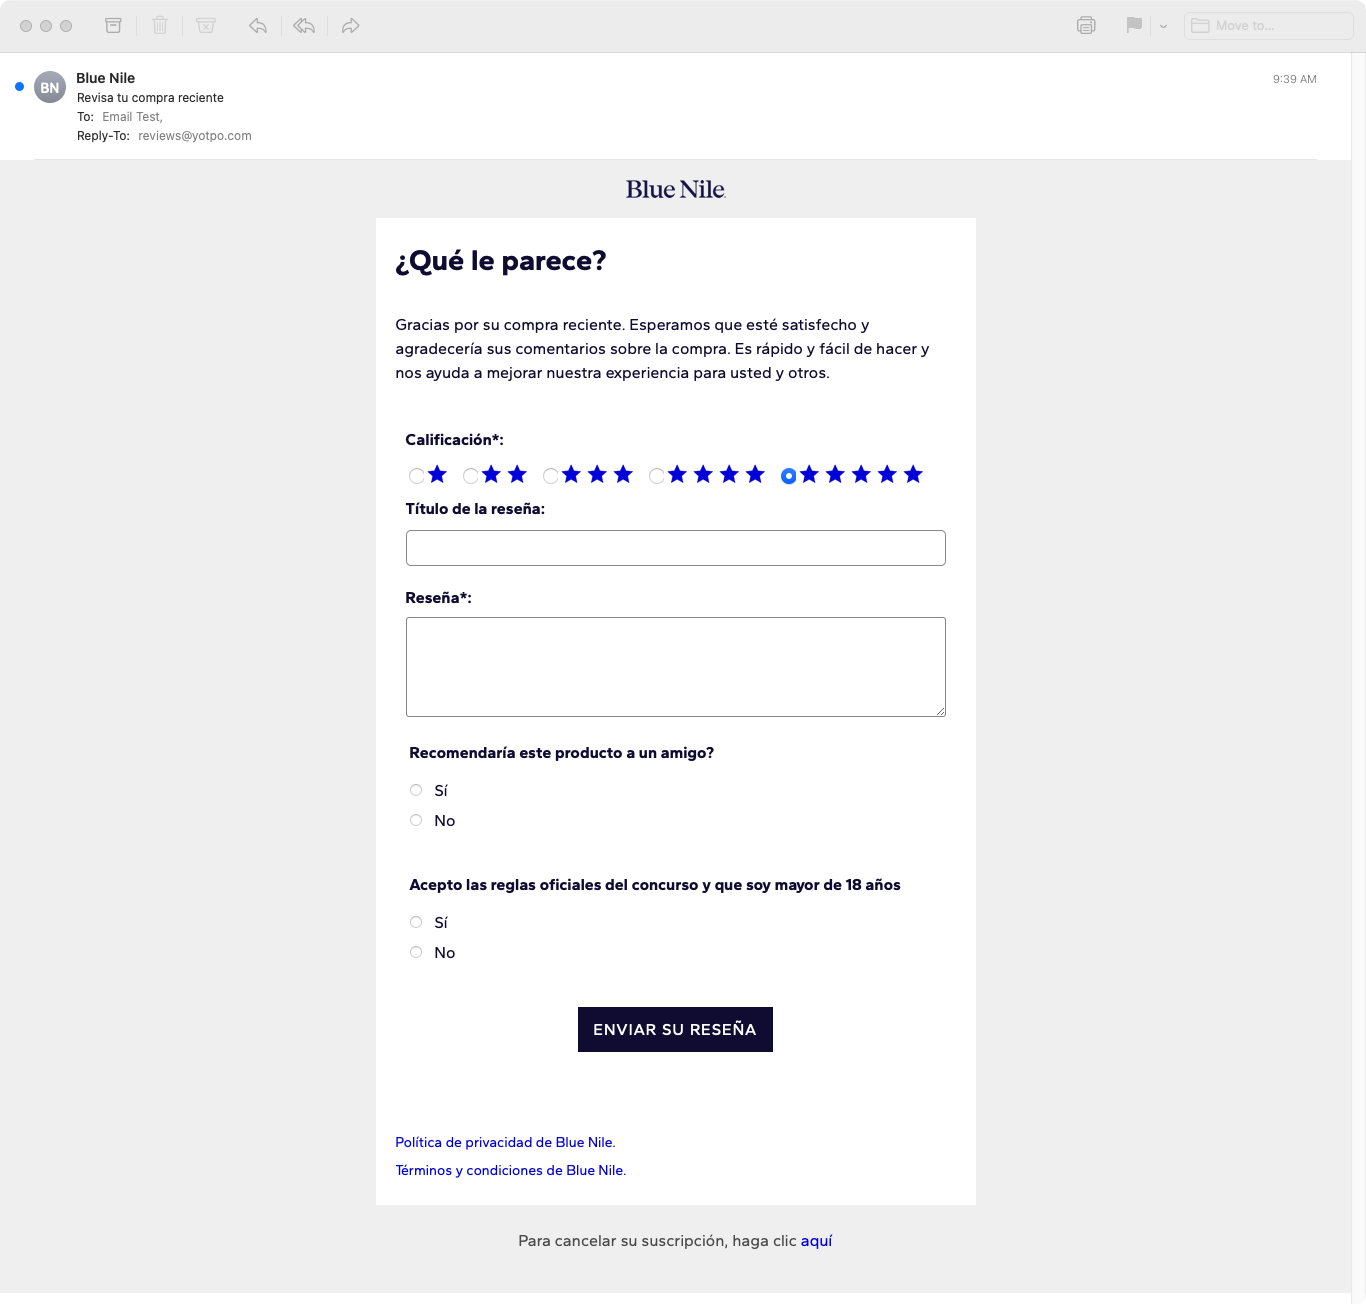 Move to...
BN
Blue Nile
9:39 AM
Revisa tu compra reciente
To: Email Test,
Reply-To: reviews@yotpo.com
Blue Nile
¿Qué le parece?
Gracias por su compra reciente. Esperamos que esté satisfecho y
agradecería sus comentarios sobre la compra. Es rápido y fácil de hacer y
nos ayuda a mejorar nuestra experiencia para usted y otros.
Calificación*:
Título de la reseña:
Reseña*:
Recomendaría este producto a un amigo?
Sí
No
Acepto las reglas oficiales del concurso y que soy mayor de 18 años
Sí
No
ENVIAR SU RESEÑA
Política de privacidad de Blue Nile.
Términos y condiciones de Blue Nile.
Para cancelar su suscripción, haga clic aquí